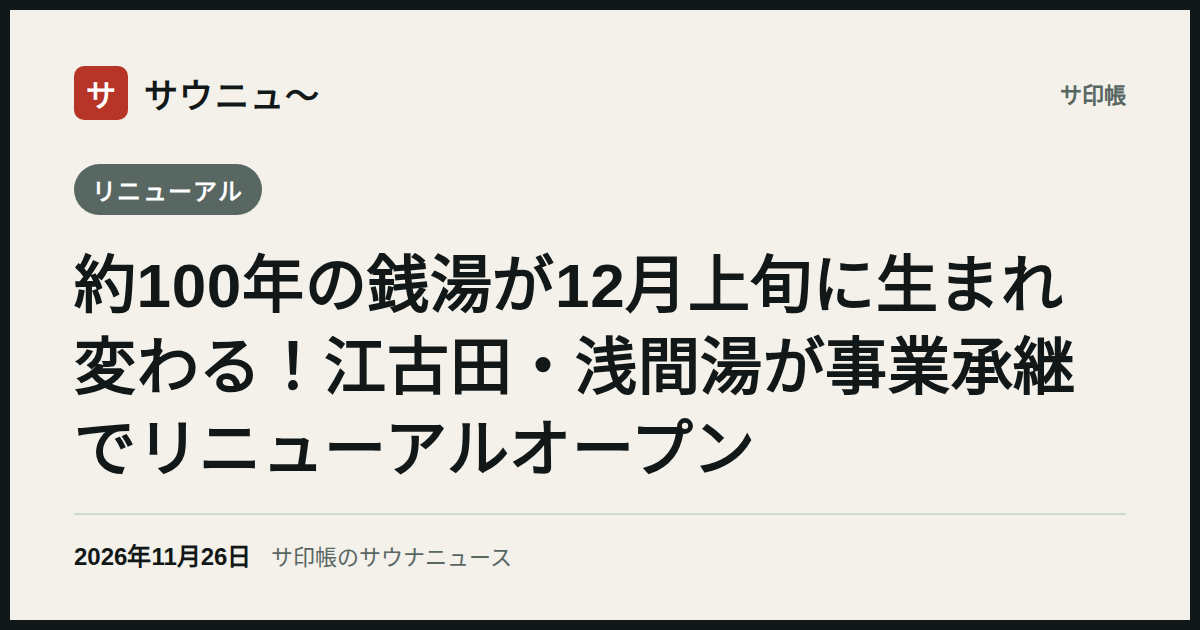 サ サウニュ〜 サ印帳
リニューアル
約100年の銭湯が12月上旬に生まれ
変わる！江古田・浅間湯が事業承継
でリニューアルオープン
2026年11月26日 サ印帳のサウナニュース